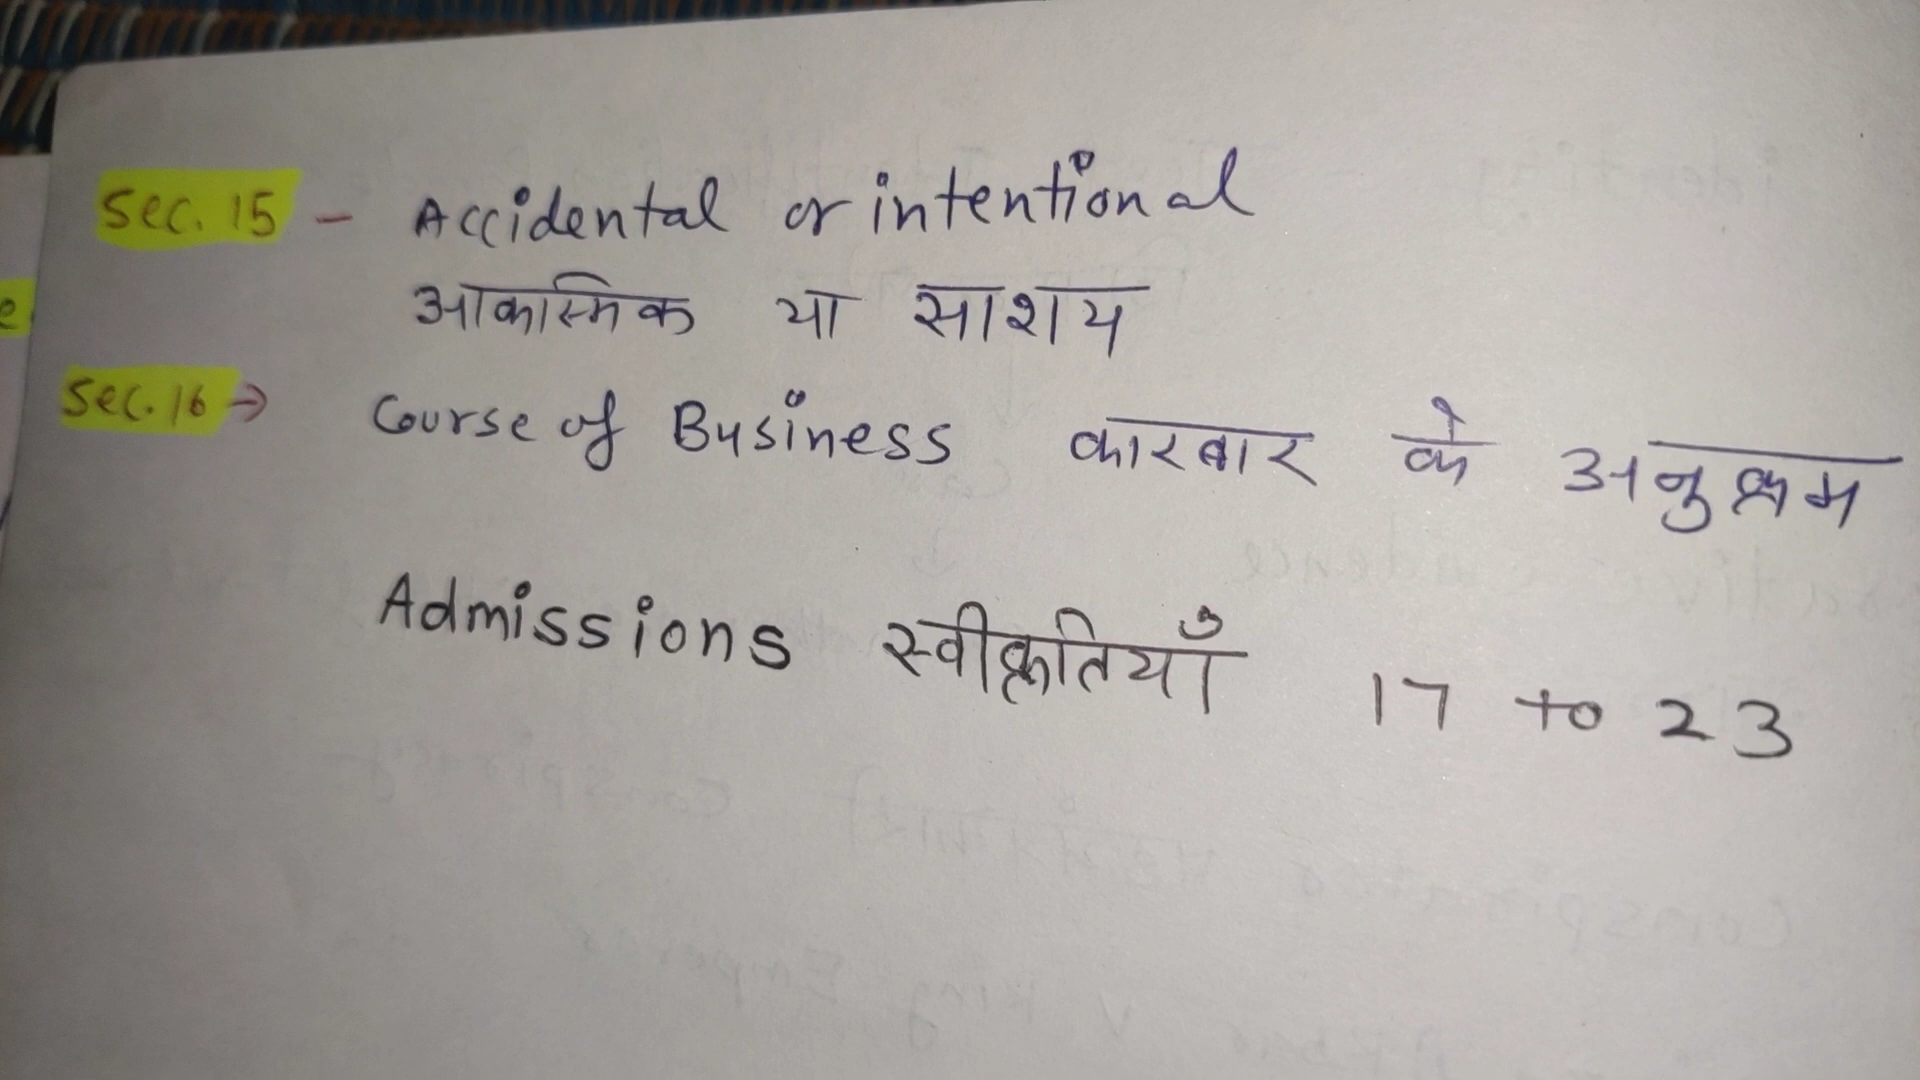 Sec. 15 - Accidental or intentional
आकस्मिक या साशय
Sec. 16 → Course of Business कारबार के अनुक्रम
Admissions स्वीकृतियाँ 17 to 23